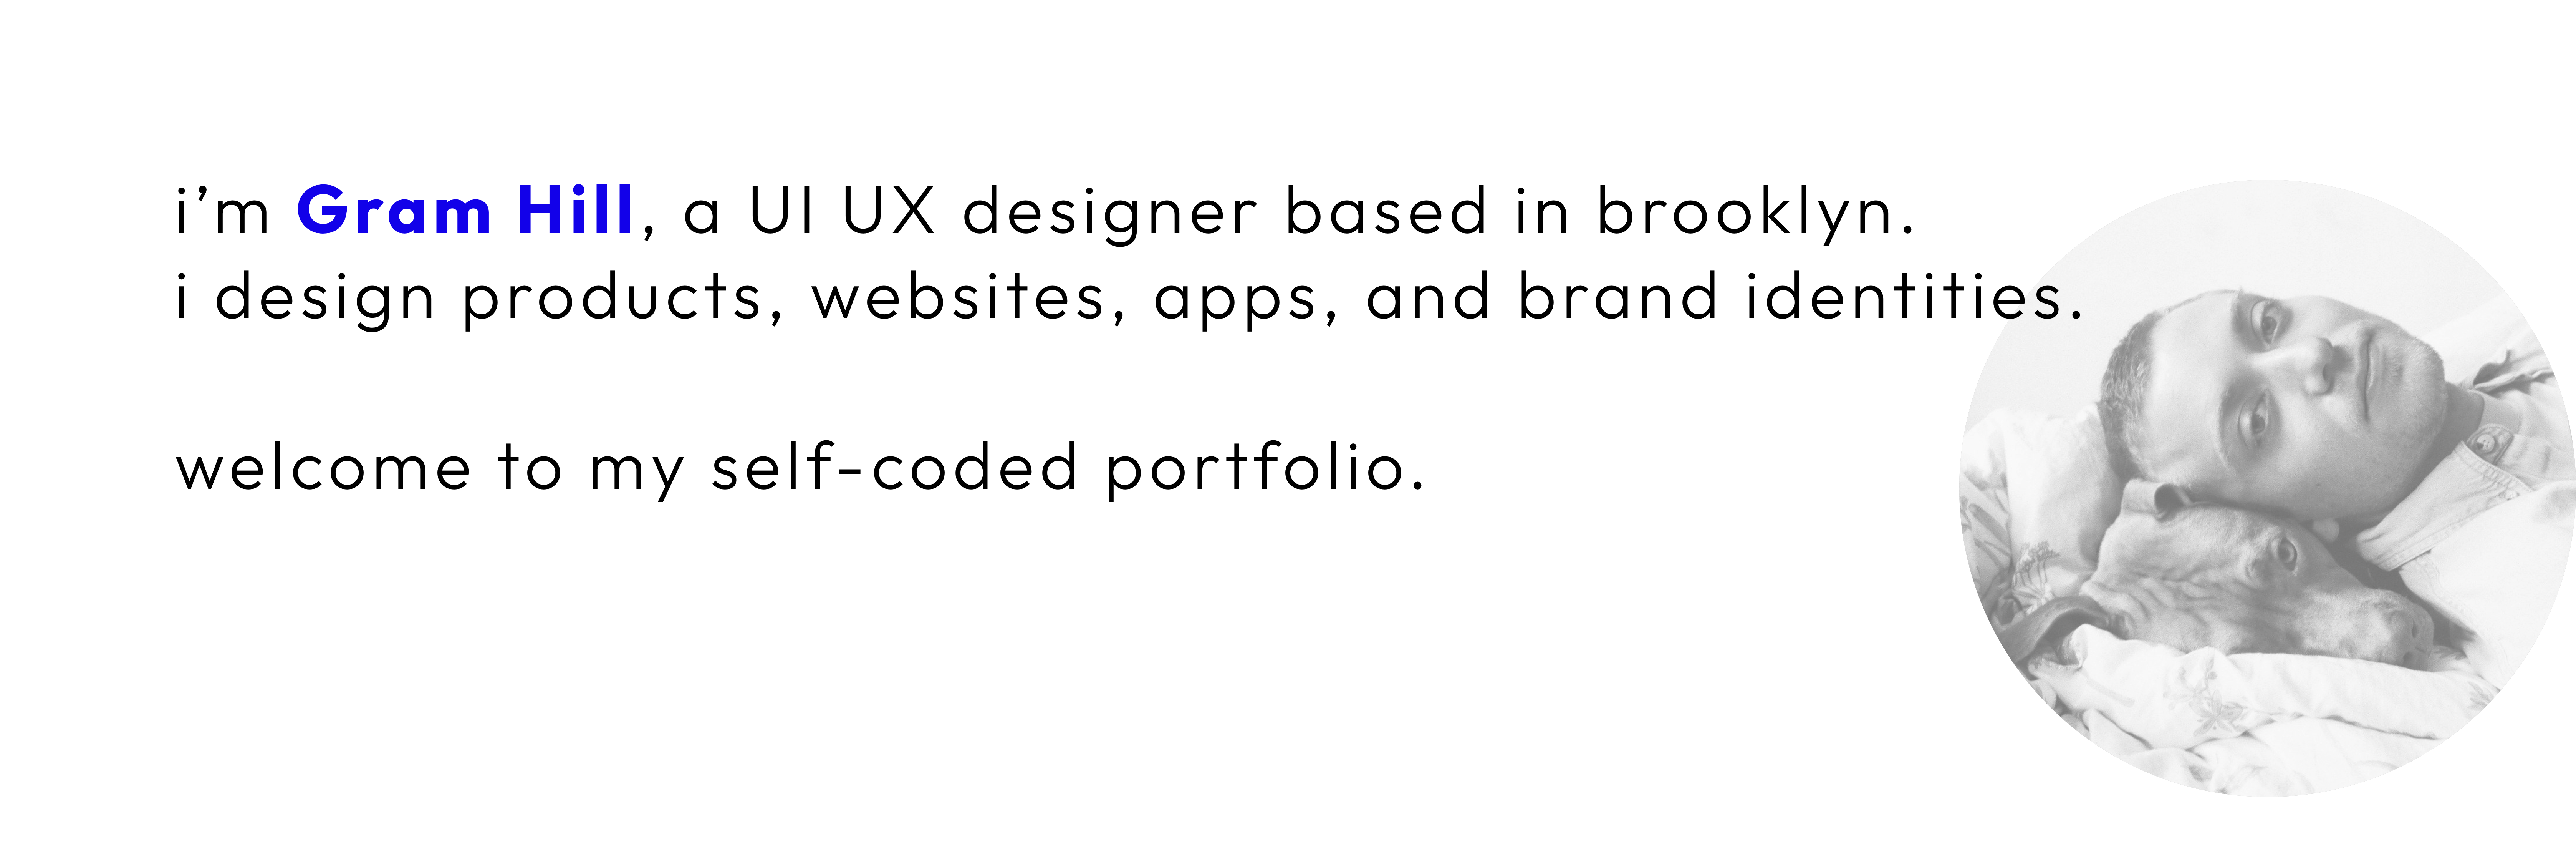 i’m Gram Hill, a UI UX designer based in brooklyn.
i design products, websites, apps, and brand identities.
welcome to my self-coded portfolio.